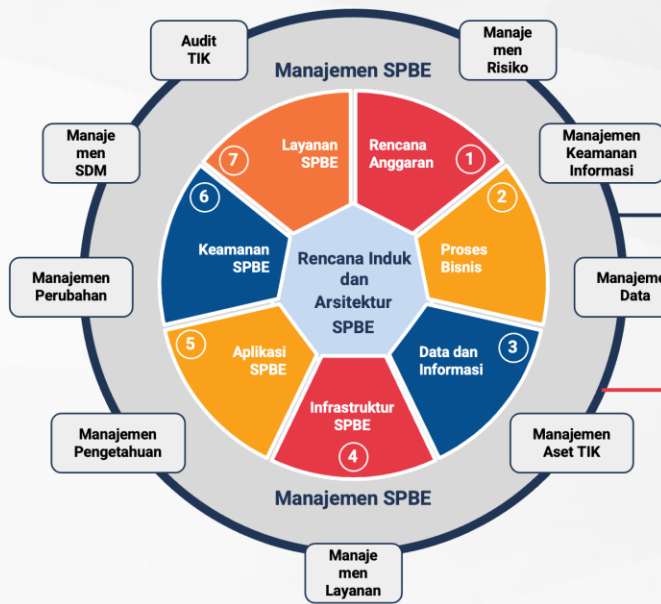 Audit
TIK
Manaje
men
Risiko
Manajemen SPBE
Manaje
men
SDM
Manajemen
Keamanan
Informasi
7
Layanan
SPBE
Rencana
Anggaran
1
6
Keamanan
SPBE
2
Proses
Bisnis
Rencana Induk
dan
Arsitektur
SPBE
Manajemen
Perubahan
Manajeme
Data
5
Aplikasi
SPBE
Data dan
Informasi
3
Infrastruktur
SPBE
4
Manajemen
Pengetahuan
Manajemen
Aset TIK
Manajemen SPBE
Manaje
men
Layanan